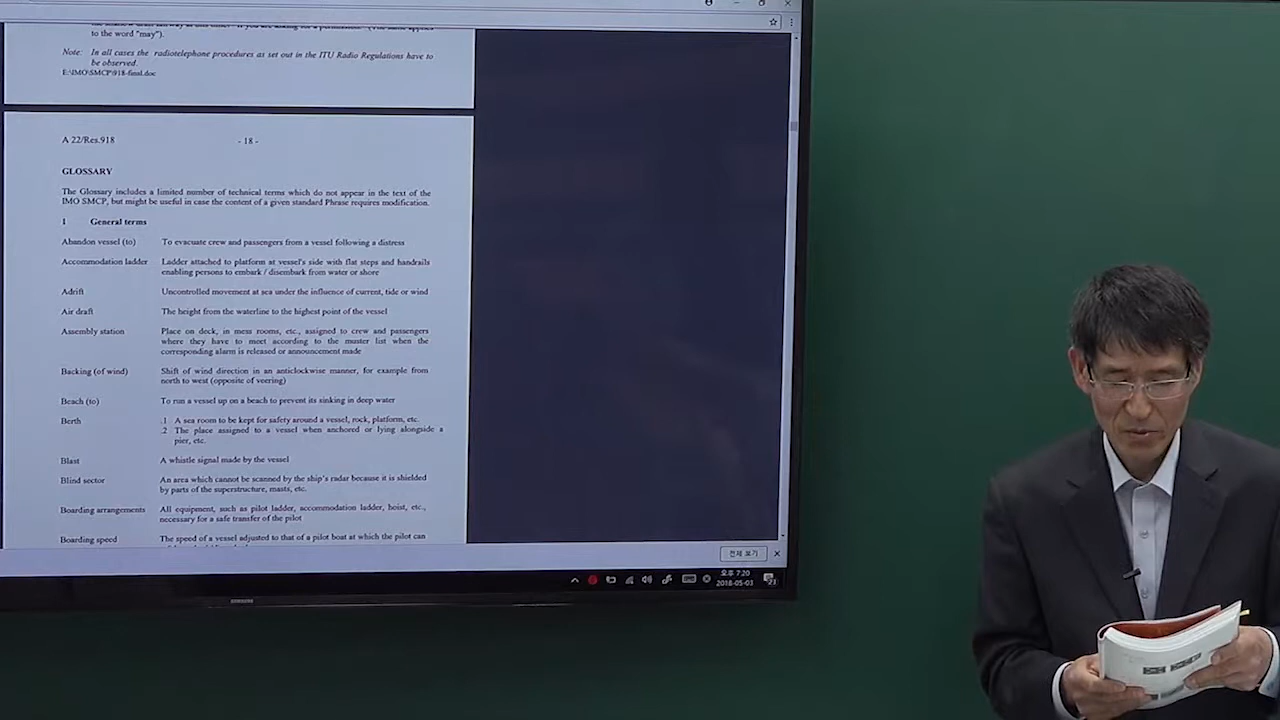 to the word "may").
Note: In all cases the radiotelephone procedures as set out in the ITU Radio Regulations have to
be observed.
E:\IMO\SMCP\918-final.doc
A 22/Res.918
- 18 -
GLOSSARY
The Glossary includes a limited number of technical terms which do not appear in the text of the
IMO SMCP, but might be useful in case the content of a given standard Phrase requires modification.
1 General terms
Abandon vessel (to) To evacuate crew and passengers from a vessel following a distress
Accommodation ladder Ladder attached to platform at vessel's side with flat steps and handrails
enabling persons to embark / disembark from water or shore
Adrift Uncontrolled movement at sea under the influence of current, tide or wind
Air draft The height from the waterline to the highest point of the vessel
Assembly station Place on deck, in mess rooms, etc., assigned to crew and passengers
where they have to meet according to the muster list when the
corresponding alarm is released or announcement made
Backing (of wind) Shift of wind direction in an anticlockwise manner, for example from
north to west (opposite of veering)
Beach (to) To run a vessel up on a beach to prevent its sinking in deep water
Berth .1 A sea room to be kept for safety around a vessel, rock, platform, etc.
.2 The place assigned to a vessel when anchored or lying alongside a
pier, etc.
Blast A whistle signal made by the vessel
Blind sector An area which cannot be scanned by the ship's radar because it is shielded
by parts of the superstructure, masts, etc.
Boarding arrangements All equipment, such as pilot ladder, accommodation ladder, hoist, etc.,
necessary for a safe transfer of the pilot
Boarding speed The speed of a vessel adjusted to that of a pilot boat at which the pilot can
전체 보기
오후 7:20
2018-05-03
SAMSUNG